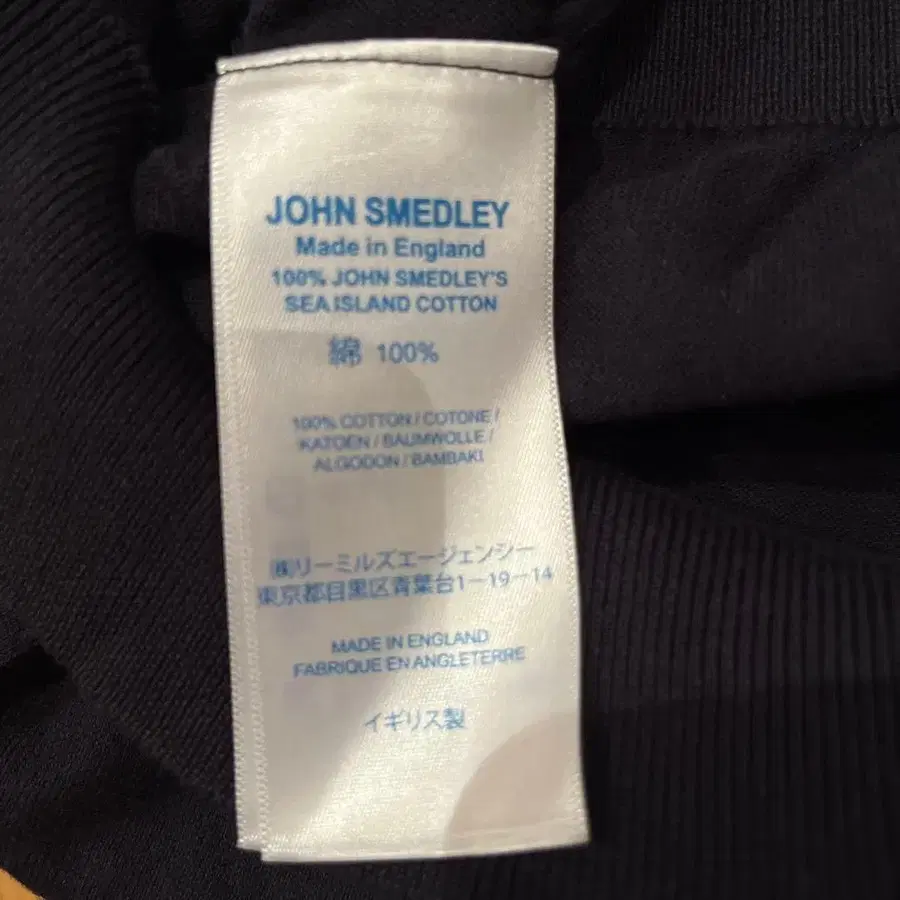 JOHN SMEDLEY
Made in England
100% JOHN SMEDLEY'S
SEA ISLAND COTTON
綿 100%
100% COTTON / COTONE /
KATOEN / BAUMWOLLE /
ALGODON / BAMBAKI
㈱リーミルズエージェンシー
東京都目黒区青葉台1-19-14
MADE IN ENGLAND
FABRIQUE EN ANGLETERRE
イギリス製